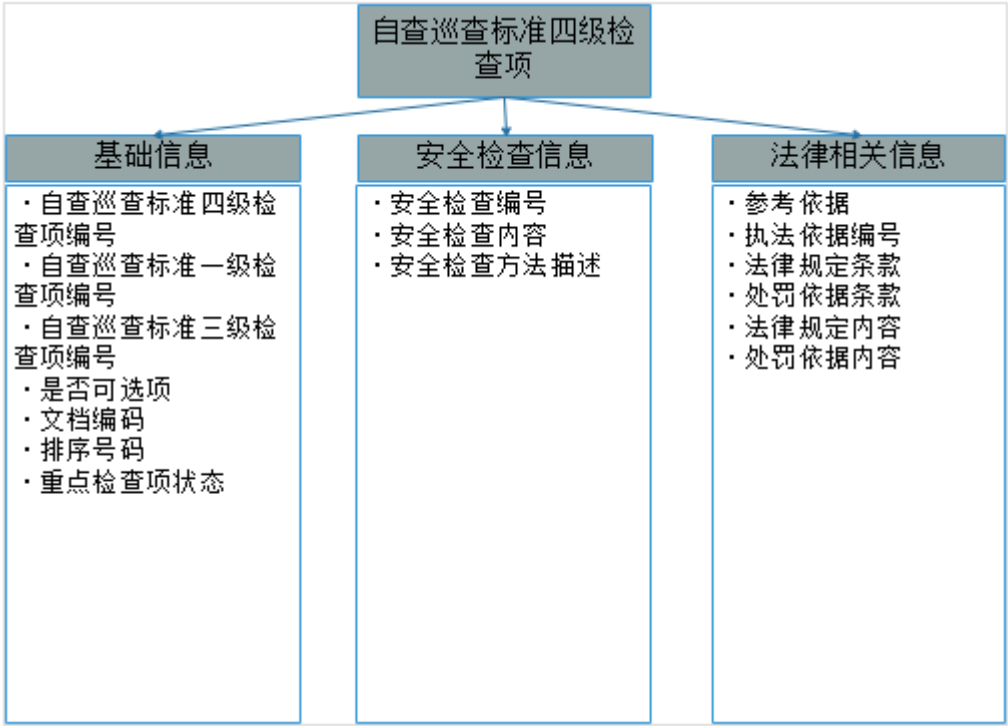 自查巡查标准四级检
查项
基础信息
·自查巡查标准四级检
查项编号
·自查巡查标准一级检
查项编号
·自查巡查标准三级检
查项编号
·是否可选项
·文档编码
·排序号码
·重点检查项状态
安全检查信息
·安全检查编号
·安全检查内容
·安全检查方法描述
法律相关信息
·参考依据
·执法依据编号
·法律规定条款
·处罚依据条款
·法律规定内容
·处罚依据内容